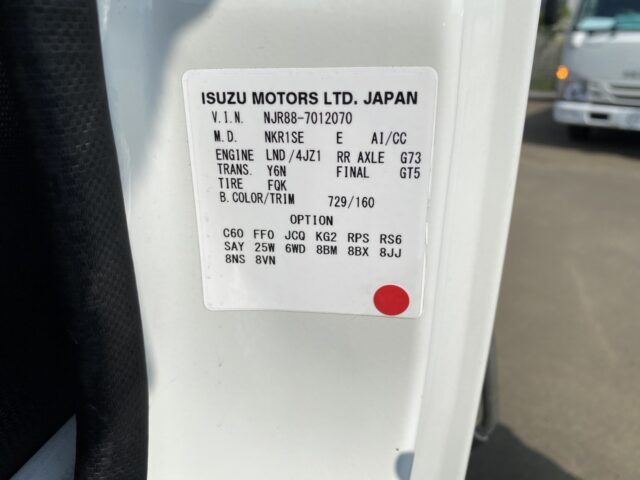 ISUZU MOTORS LTD. JAPAN
V.I.N. NJR88-7012070
M.D. NKR1SE E AI/CC
ENGINE LND/4JZ1 RR AXLE G73
TRANS. Y6N FINAL GT5
TIRE FQK
B.COLOR/TRIM 729/160
OPTION
C60 FF0 JCQ KG2 RPS RS6
SAY 25W 6WD 8BM 8BX 8JJ
8NS 8VN